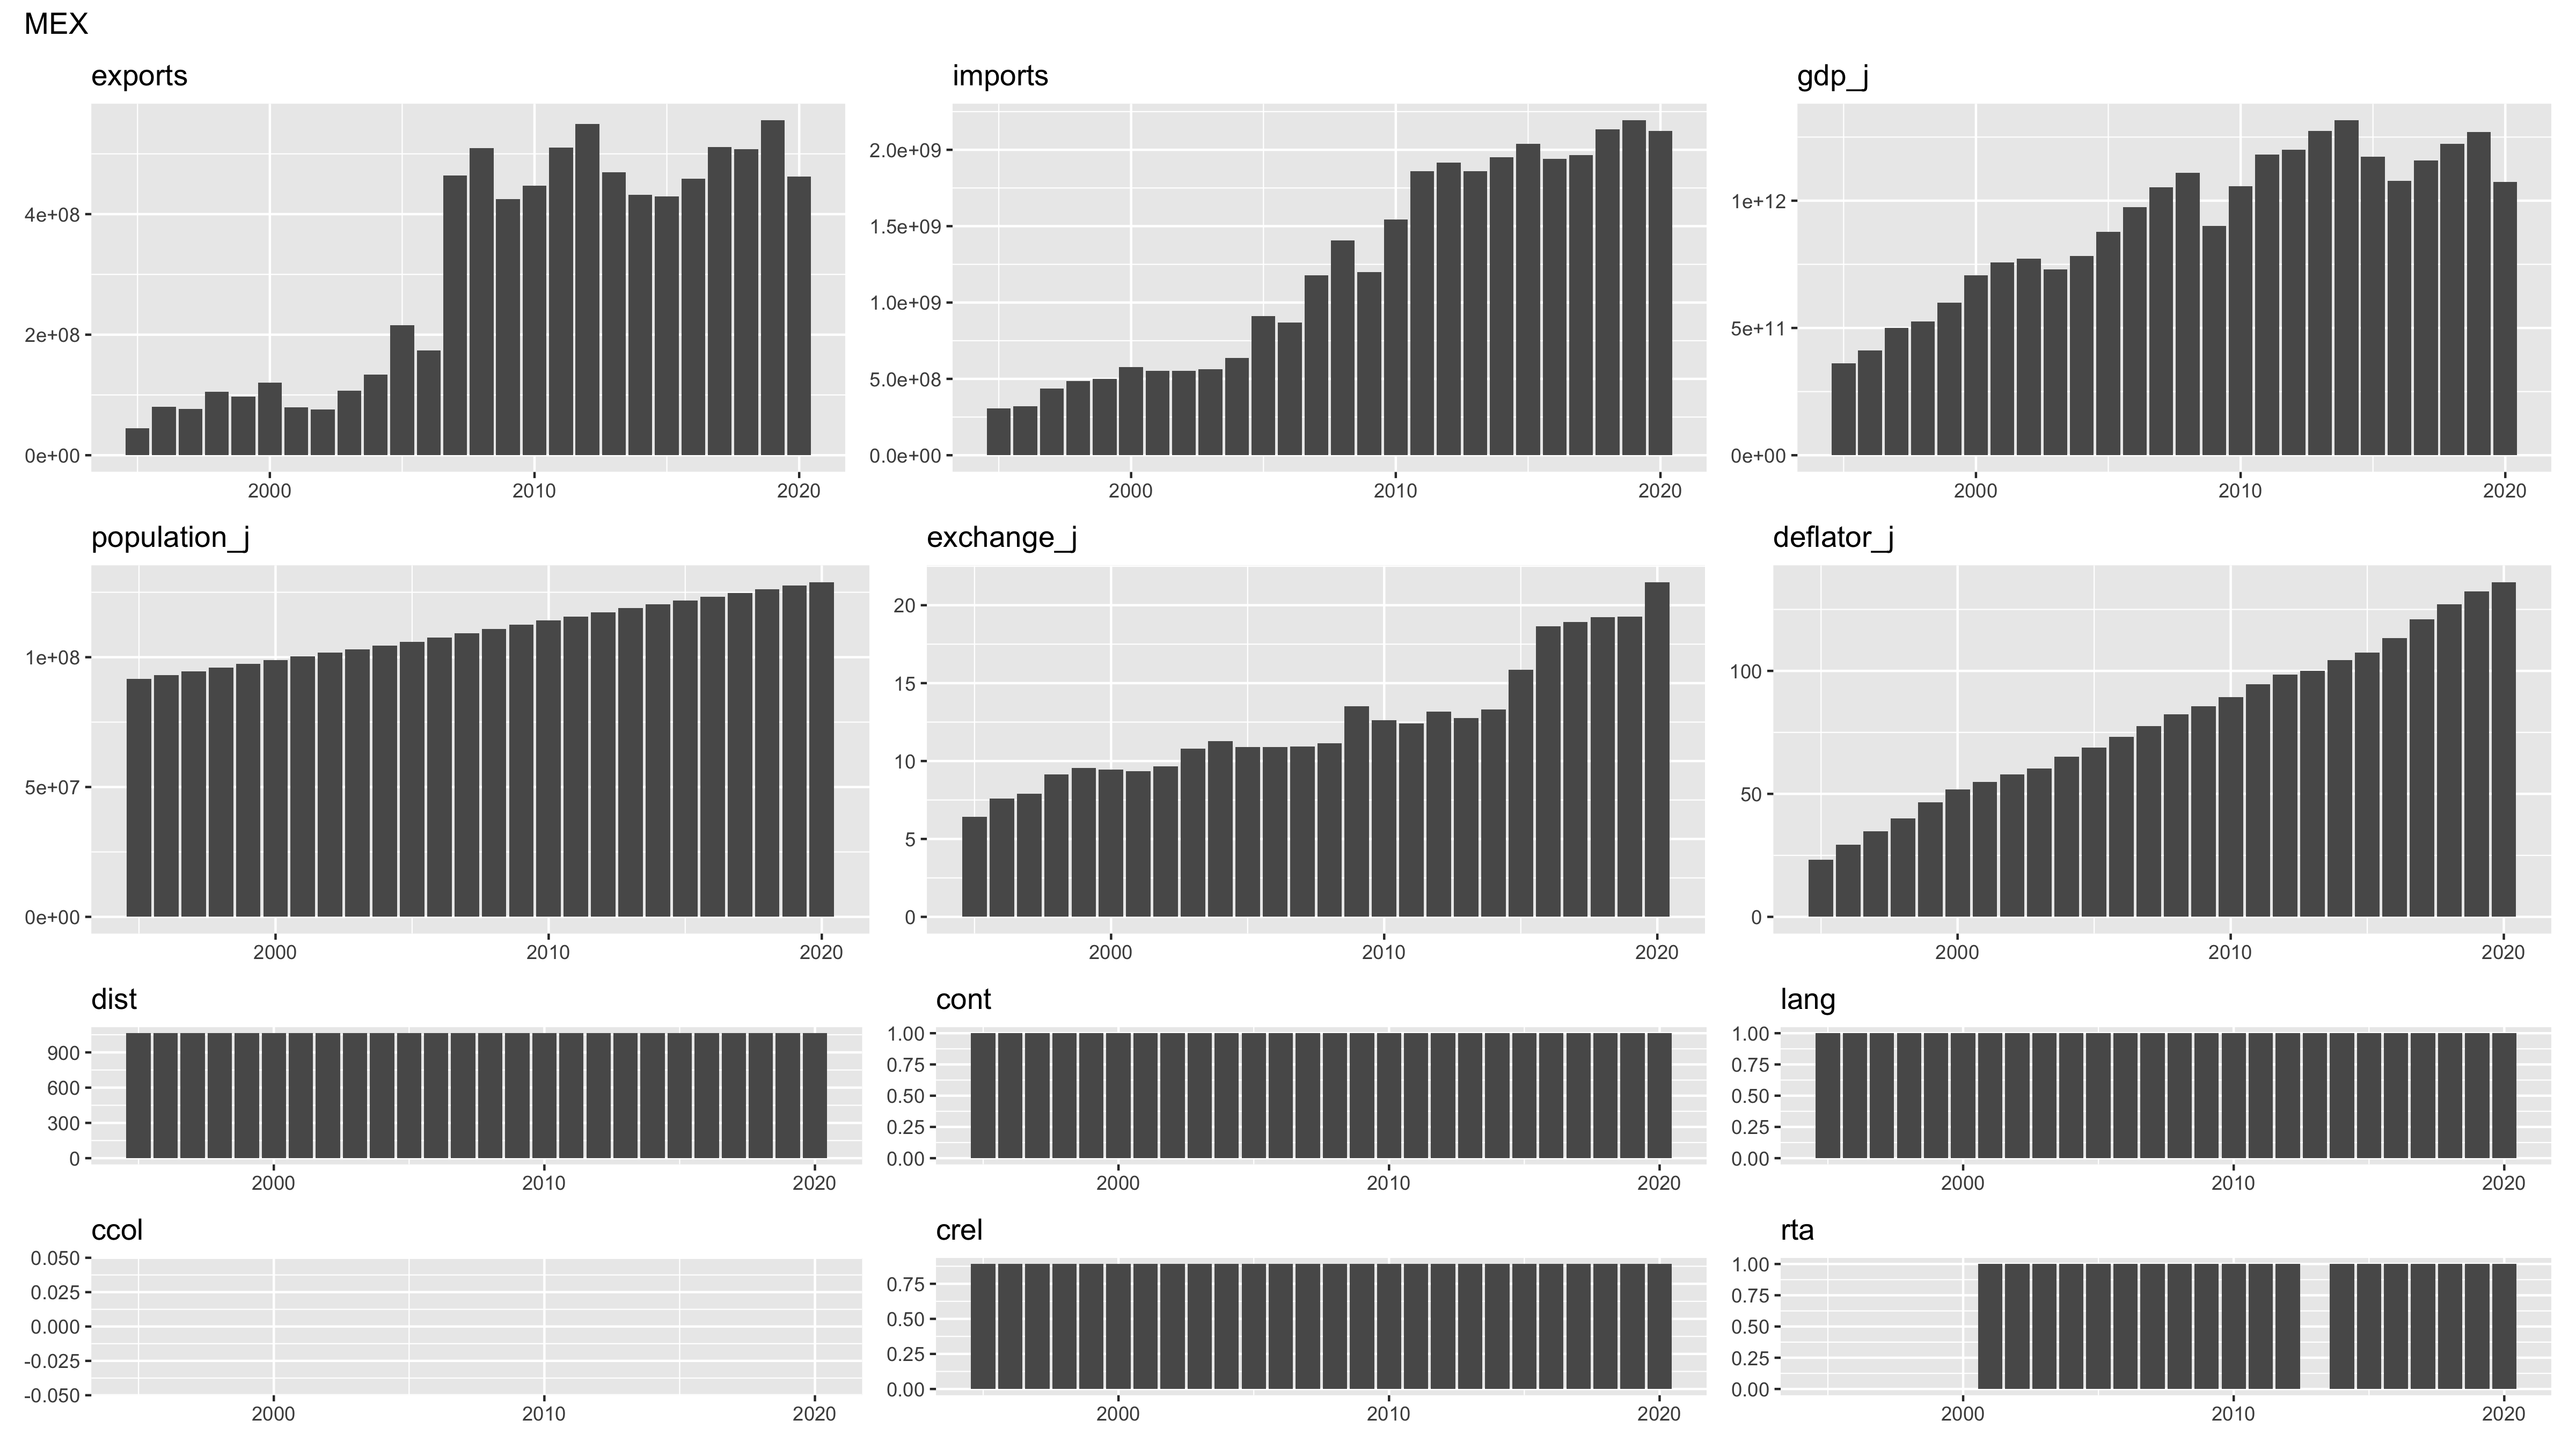 MEX
exports
4e+08
2e+08
0e+00
2000 2010 2020
imports
2.0e+09
1.5e+09
1.0e+09
5.0e+08
0.0e+00
2000 2010 2020
gdp_j
1e+12
5e+11
0e+00
2000 2010 2020
population_j
1e+08
5e+07
0e+00
2000 2010 2020
exchange_j
20
15
10
5
0
2000 2010 2020
deflator_j
100
50
0
2000 2010 2020
dist
900
600
300
0
2000 2010 2020
cont
1.00
0.75
0.50
0.25
0.00
2000 2010 2020
lang
1.00
0.75
0.50
0.25
0.00
2000 2010 2020
ccol
0.050
0.025
0.000
-0.025
-0.050
2000 2010 2020
crel
0.75
0.50
0.25
0.00
2000 2010 2020
rta
1.00
0.75
0.50
0.25
0.00
2000 2010 2020